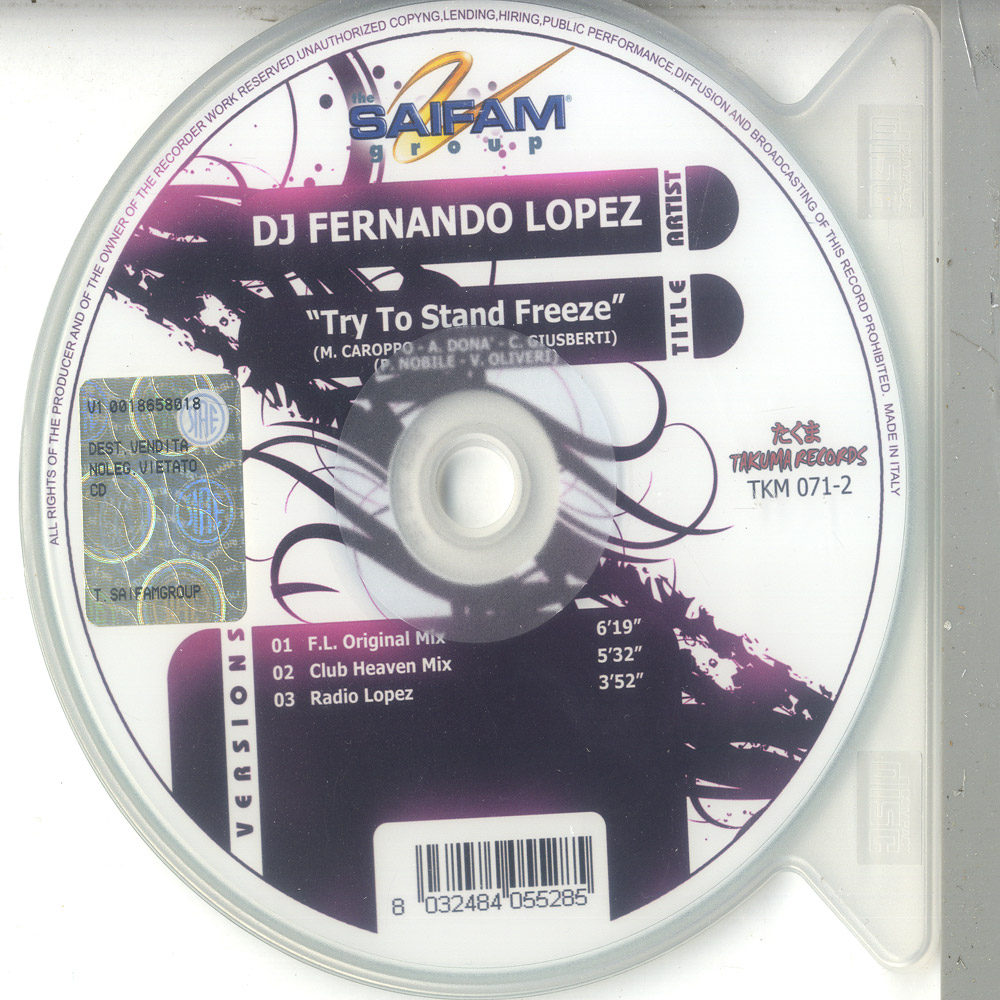 ALL RIGHTS OF THE PRODUCER AND OF THE OWNER OF THE RECORDER WORK RESERVED.UNAUTHORIZED COPYNG,LENDING,HIRING,PUBLIC PERFORMANCE,DIFFUSION AND BROADCASTING OF THIS RECORD PROHIBITED. MADE IN ITALY
the
SAIFAM®
group
DJ FERNANDO LOPEZ
ARTIST
"Try To Stand Freeze"
(M. CAROPPO - A. DONA' - C. GIUSBERTI)
(P. NOBILE - V. OLIVERI)
TITLE
V1 0018658018
DEST.VENDITA
NOLEG.VIETATO
CD
T.SAIFAMGROUP
たくま
TAKUMA RECORDS
TKM 071-2
VERSIONS
01 F.L. Original Mix 6'19"
02 Club Heaven Mix 5'32"
03 Radio Lopez 3'52"
8 032484 055285